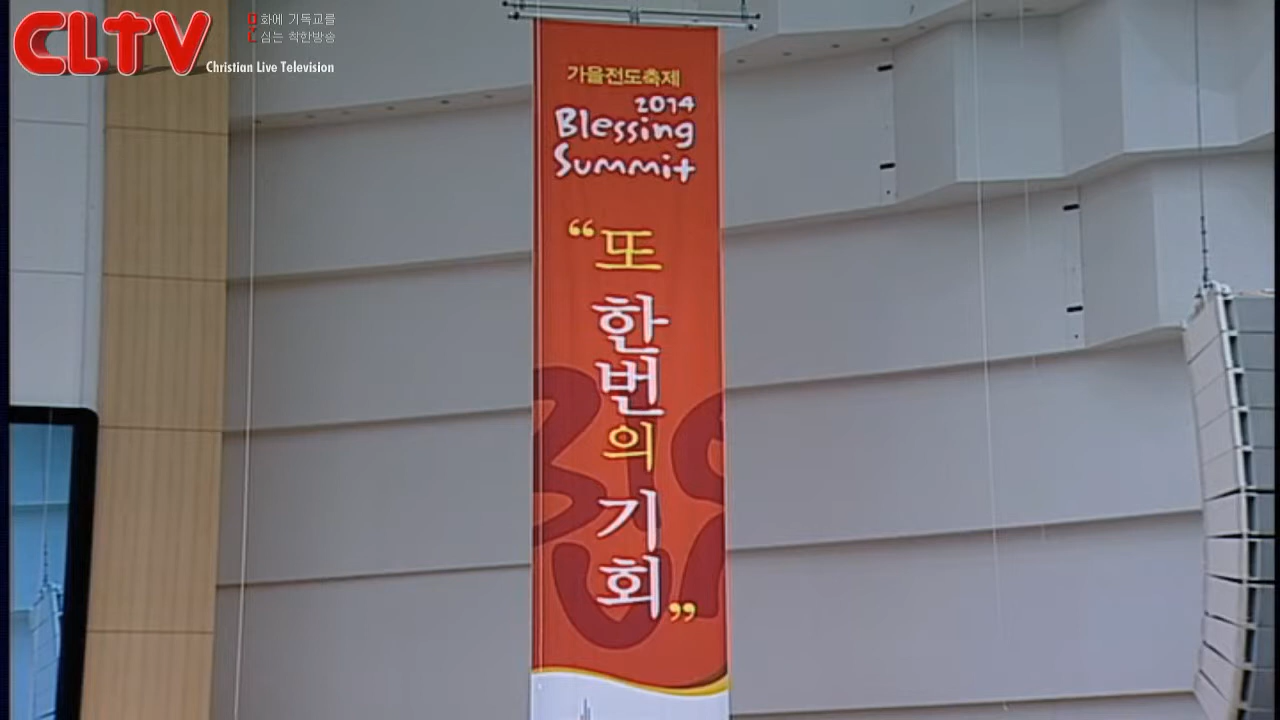 CLTV
문화에 기독교를
심는 착한방송
Christian Live Television
가을전도축제
2014
Blessing
Summit
“또
한
번
의
기
회”